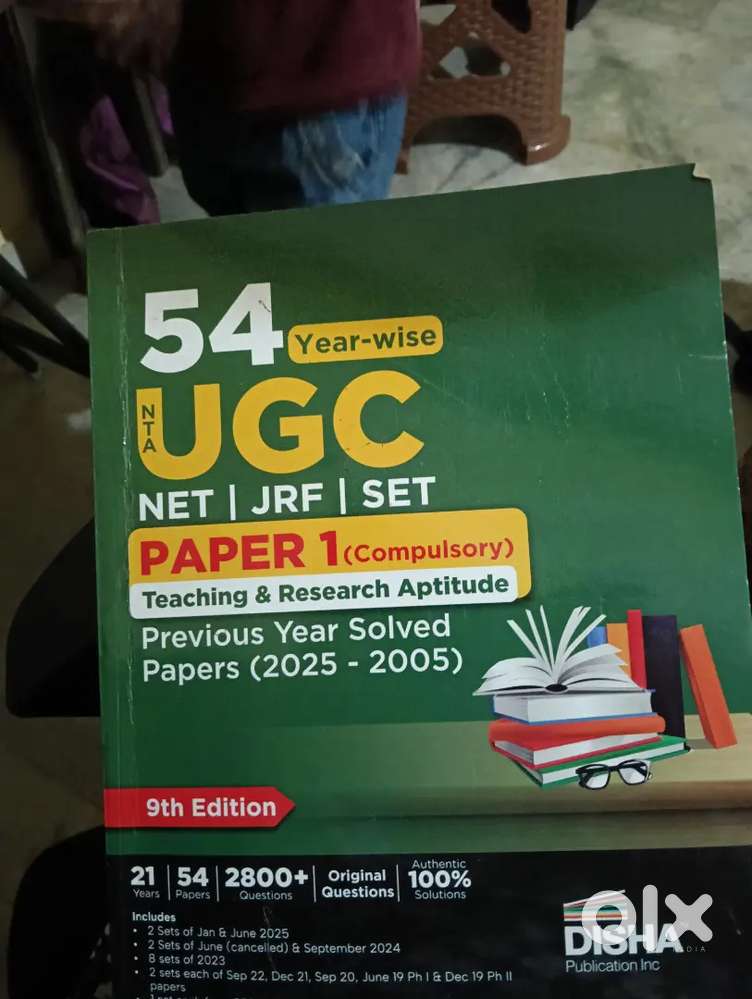 54 Year-wise
NTA UGC
NET | JRF | SET
PAPER 1 (Compulsory)
Teaching & Research Aptitude
Previous Year Solved
Papers (2025 - 2005)
9th Edition
21 Years | 54 Papers | 2800+ Questions | Original Questions | Authentic 100% Solutions
Includes
• 2 Sets of Jan & June 2025
• 2 Sets of June (cancelled) & September 2024
• 8 sets of 2023
• 2 sets each of Sep 22, Dec 21, Sep 20, June 19 Ph I & Dec 19 Ph II
papers
olx
INDIA
DISHA
Publication Inc